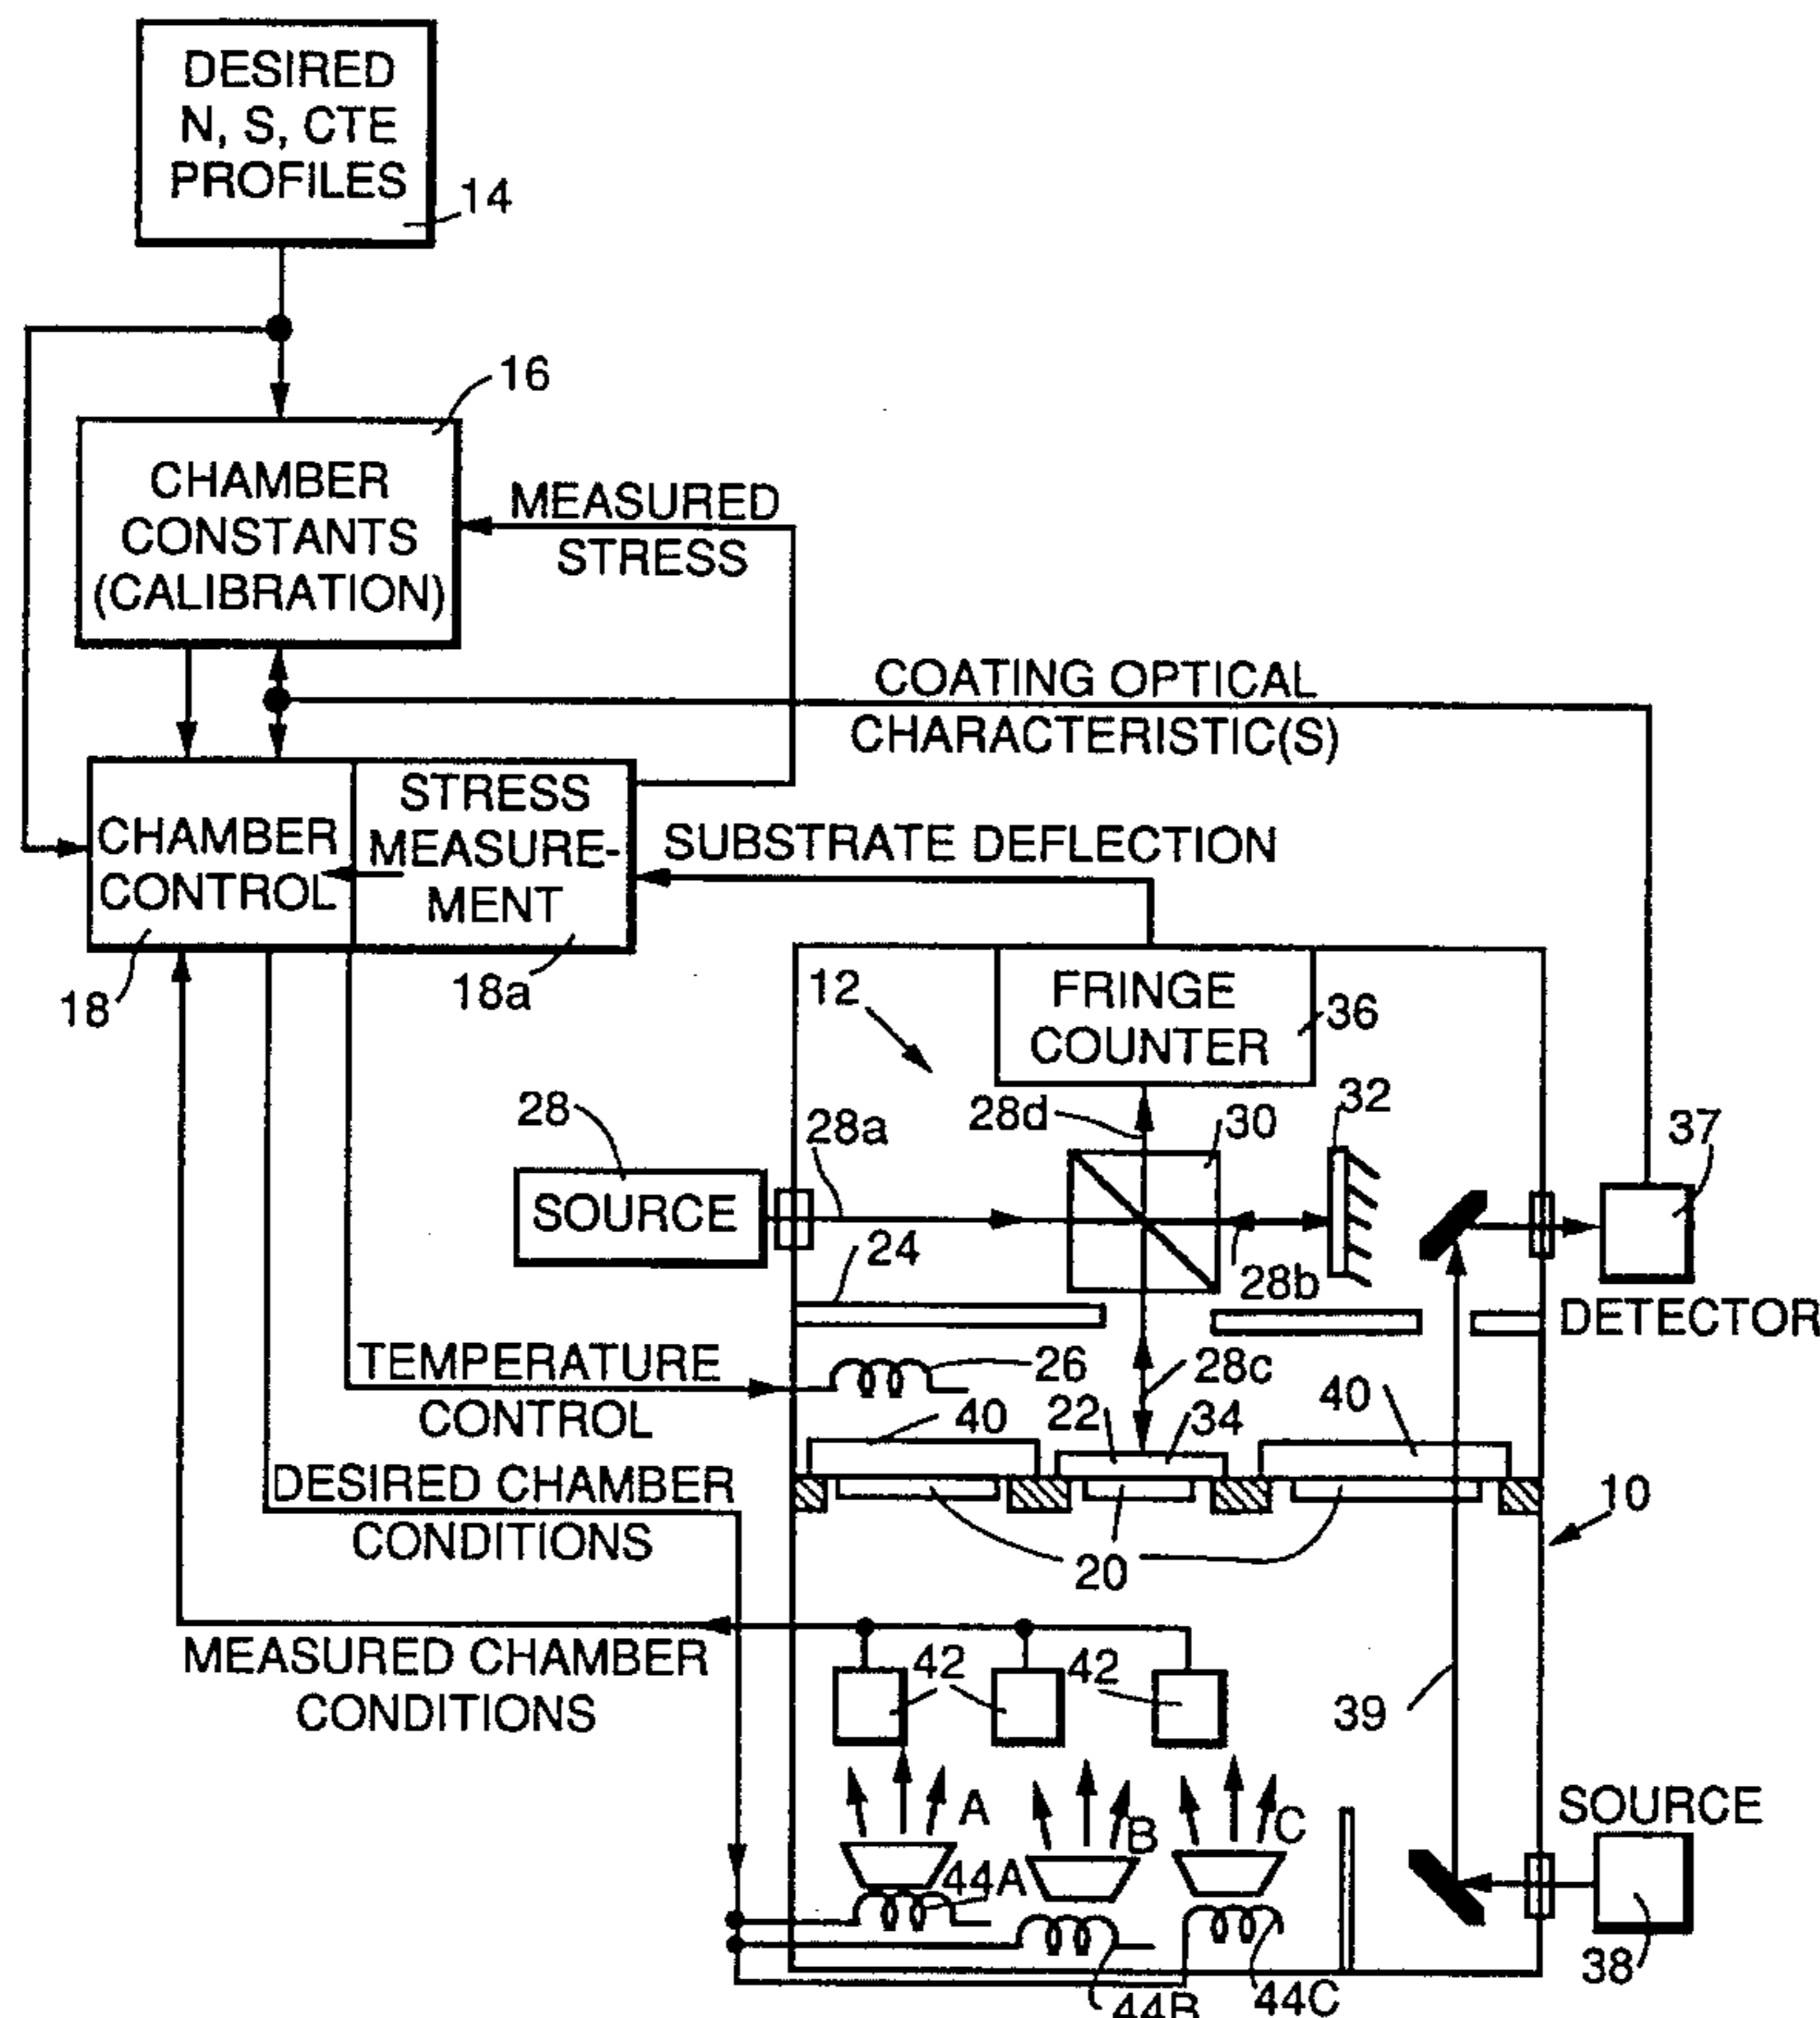 DESIRED
N, S, CTE
PROFILES
14
16
CHAMBER
CONSTANTS
(CALIBRATION)
MEASURED
STRESS
COATING OPTICAL
CHARACTERISTIC(S)
CHAMBER
CONTROL
STRESS
MEASURE-
MENT
SUBSTRATE DEFLECTION
18
18a
12
FRINGE
COUNTER
36
28
28a
28d
30
32
37
SOURCE
24
28b
DETECTOR
TEMPERATURE
CONTROL
26
28c
40
22
34
40
DESIRED CHAMBER
CONDITIONS
20
10
MEASURED CHAMBER
CONDITIONS
42
42
39
A
B
C
SOURCE
44A
38
44B
44C